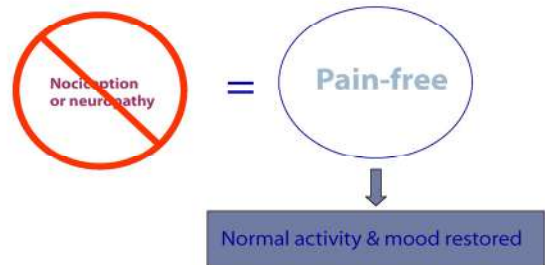 Nociception
or neuropathy
=
Pain-free
Normal activity & mood restored